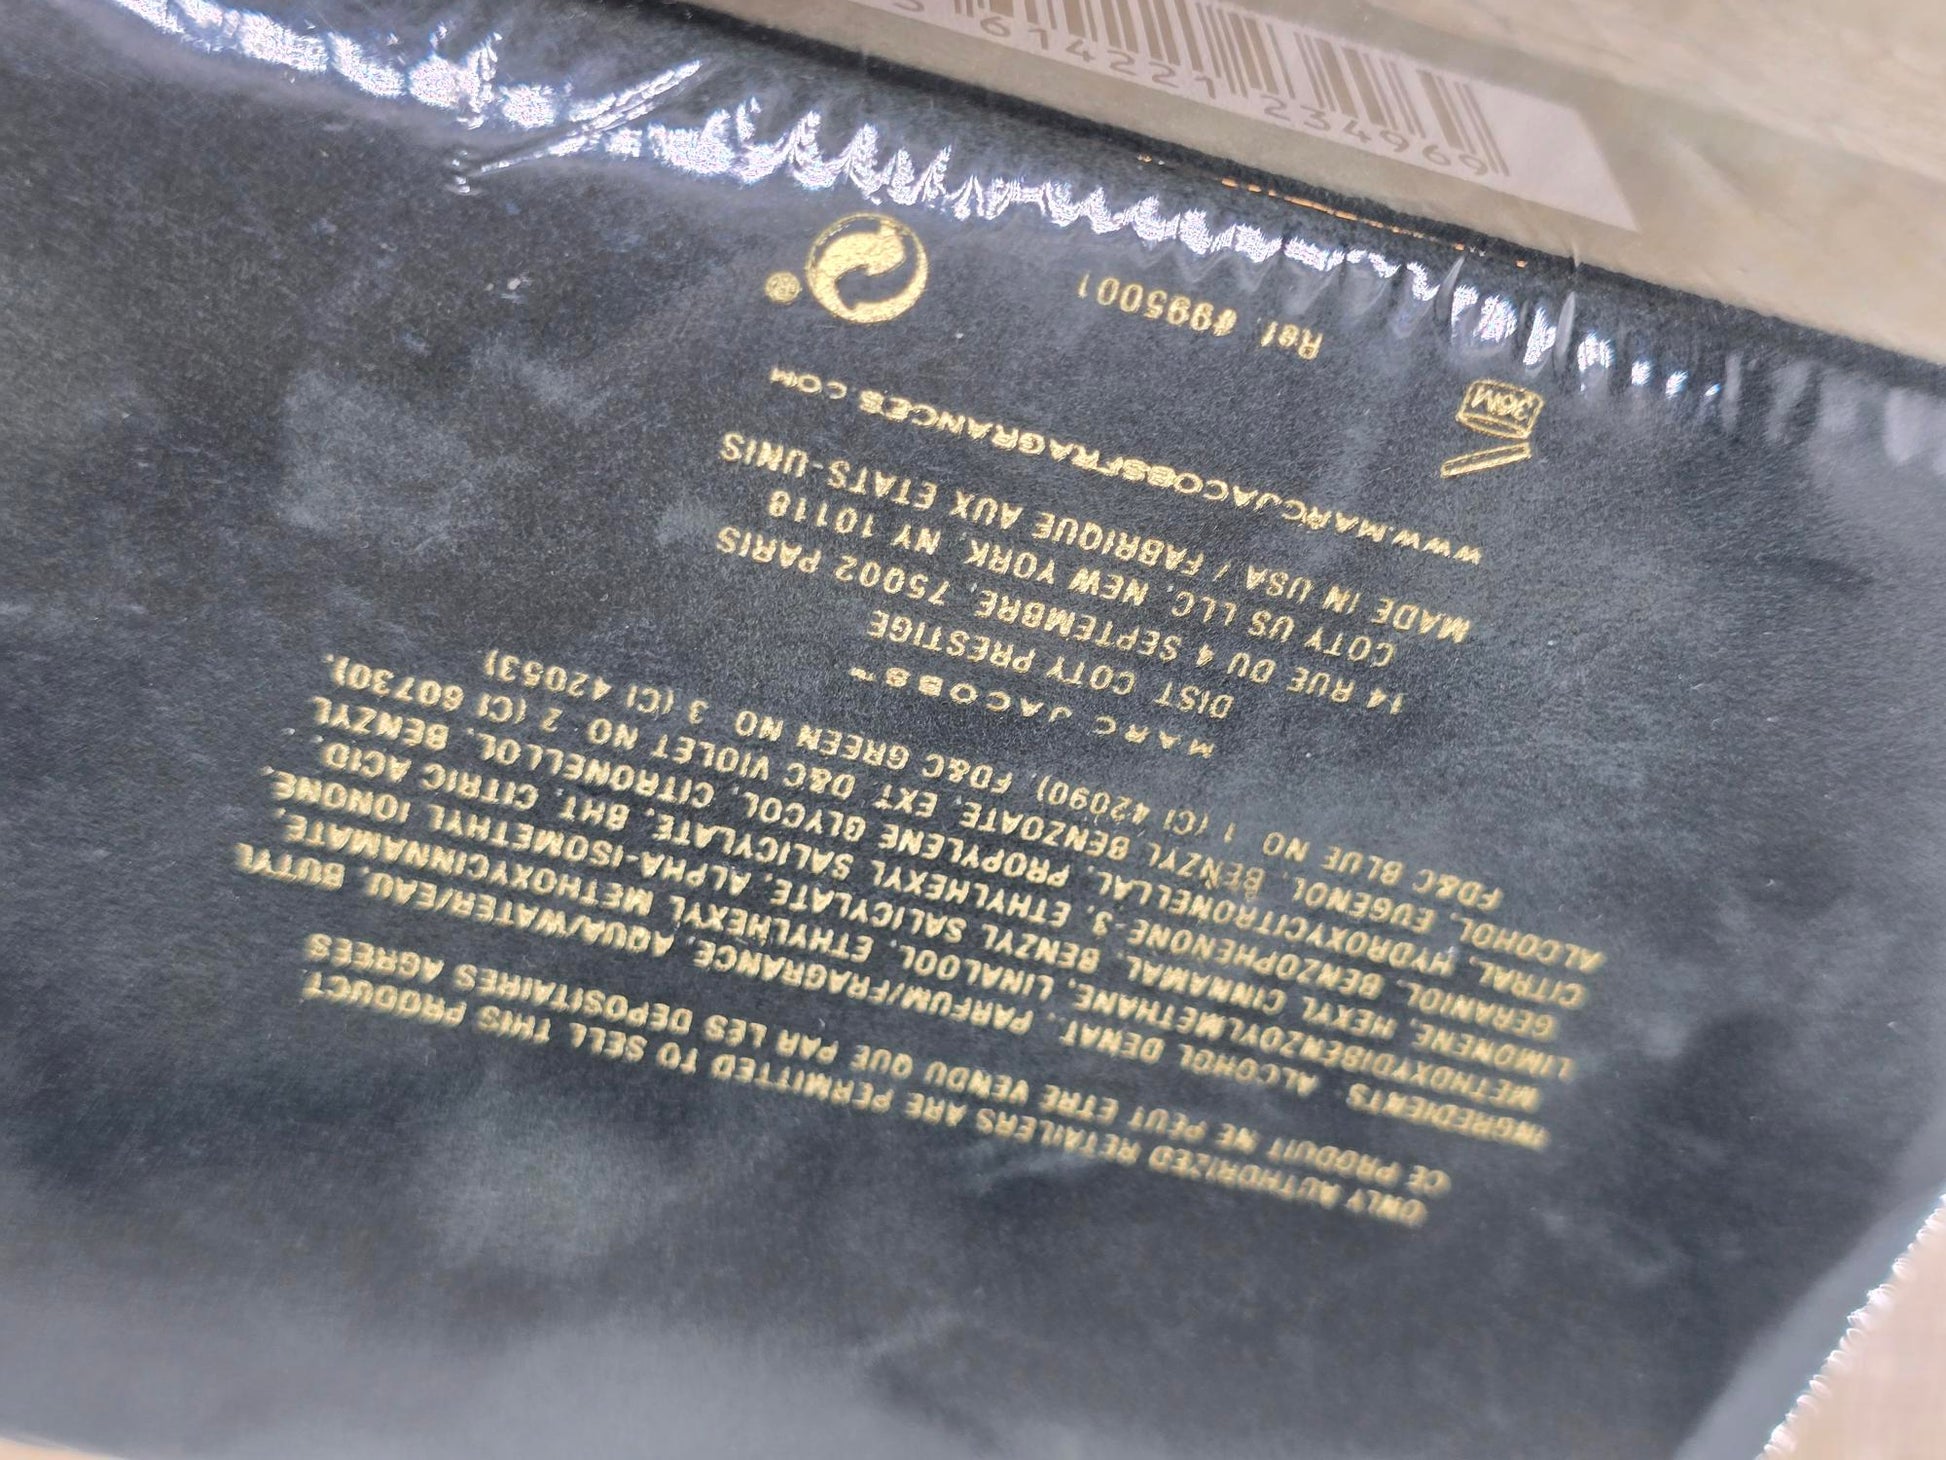 ONLY AUTHORIZED RETAILERS ARE PERMITTED TO SELL THIS PRODUCT.
CE PRODUIT NE PEUT ETRE VENDU QUE PAR LES DEPOSITAIRES AGREES
INGREDIENTS: ALCOHOL DENAT., PARFUM/FRAGRANCE, AQUA/WATER/EAU, BUTYL
METHOXYDIBENZOYLMETHANE, LINALOOL, ETHYLHEXYL METHOXYCINNAMATE,
LIMONENE, HEXYL CINNAMAL, BENZYL SALICYLATE, ALPHA-ISOMETHYL IONONE,
GERANIOL, BENZOPHENONE-3, ETHYLHEXYL SALICYLATE, BHT, CITRIC ACID,
CITRAL, HYDROXYCITRONELLAL, PROPYLENE GLYCOL, CITRONELLOL, BENZYL
ALCOHOL, EUGENOL, BENZYL BENZOATE, EXT. D&C VIOLET NO. 2 (CI 60730),
FD&C BLUE NO. 1 (CI 42090), FD&C GREEN NO. 3 (CI 42053)
MARC JACOBS™
DIST. COTY PRESTIGE
14 RUE DU 4 SEPTEMBRE, 75002 PARIS
COTY US LLC, NEW YORK, NY 10118
MADE IN USA / FABRIQUE AUX ETATS-UNIS
WWW.MARCJACOBSFRAGRANCES.COM
36M
Ref. #995001
®
3 614221 234969